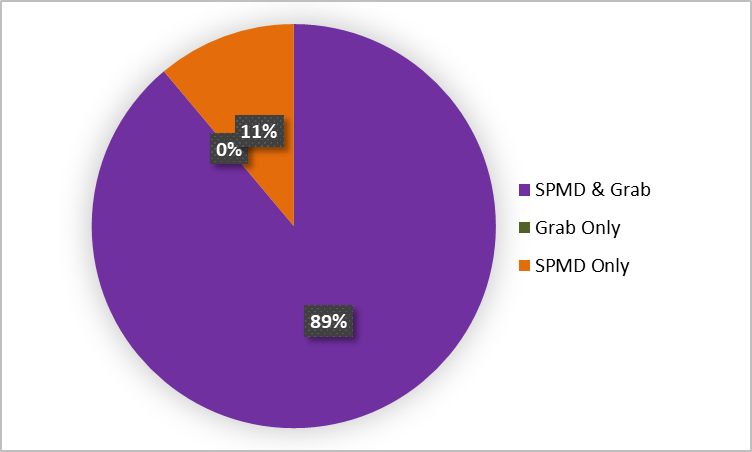 11%
0%
89%
SPMD & Grab
Grab Only
SPMD Only